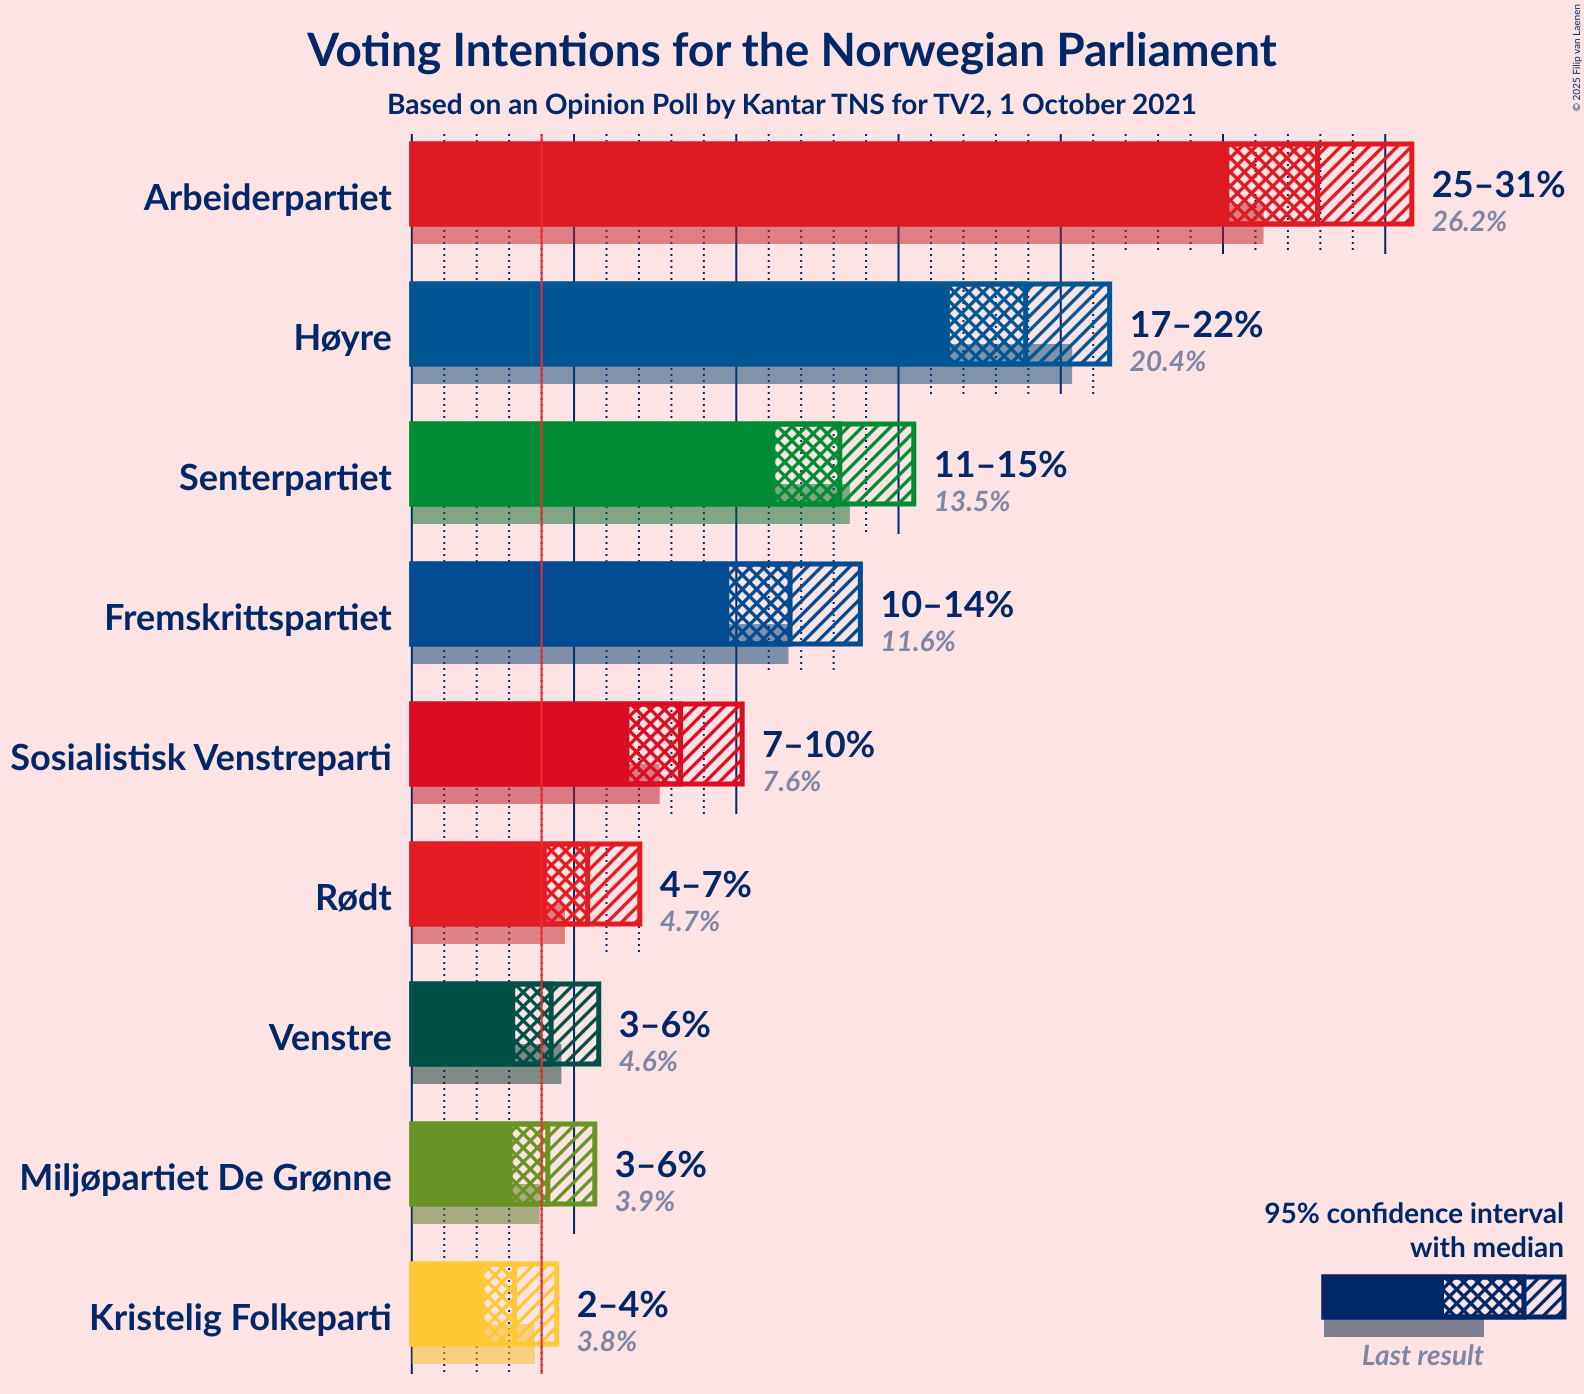 Voting Intentions for the Norwegian Parliament
Based on an Opinion Poll by Kantar TNS for TV2, 1 October 2021
© 2025 Filip van Laenen
Arbeiderpartiet
25–31%
26.2%
Høyre
17–22%
20.4%
Senterpartiet
11–15%
13.5%
Fremskrittspartiet
10–14%
11.6%
Sosialistisk Venstreparti
7–10%
7.6%
Rødt
4–7%
4.7%
Venstre
3–6%
4.6%
Miljøpartiet De Grønne
3–6%
3.9%
Kristelig Folkeparti
2–4%
3.8%
95% confidence interval
with median
Last result